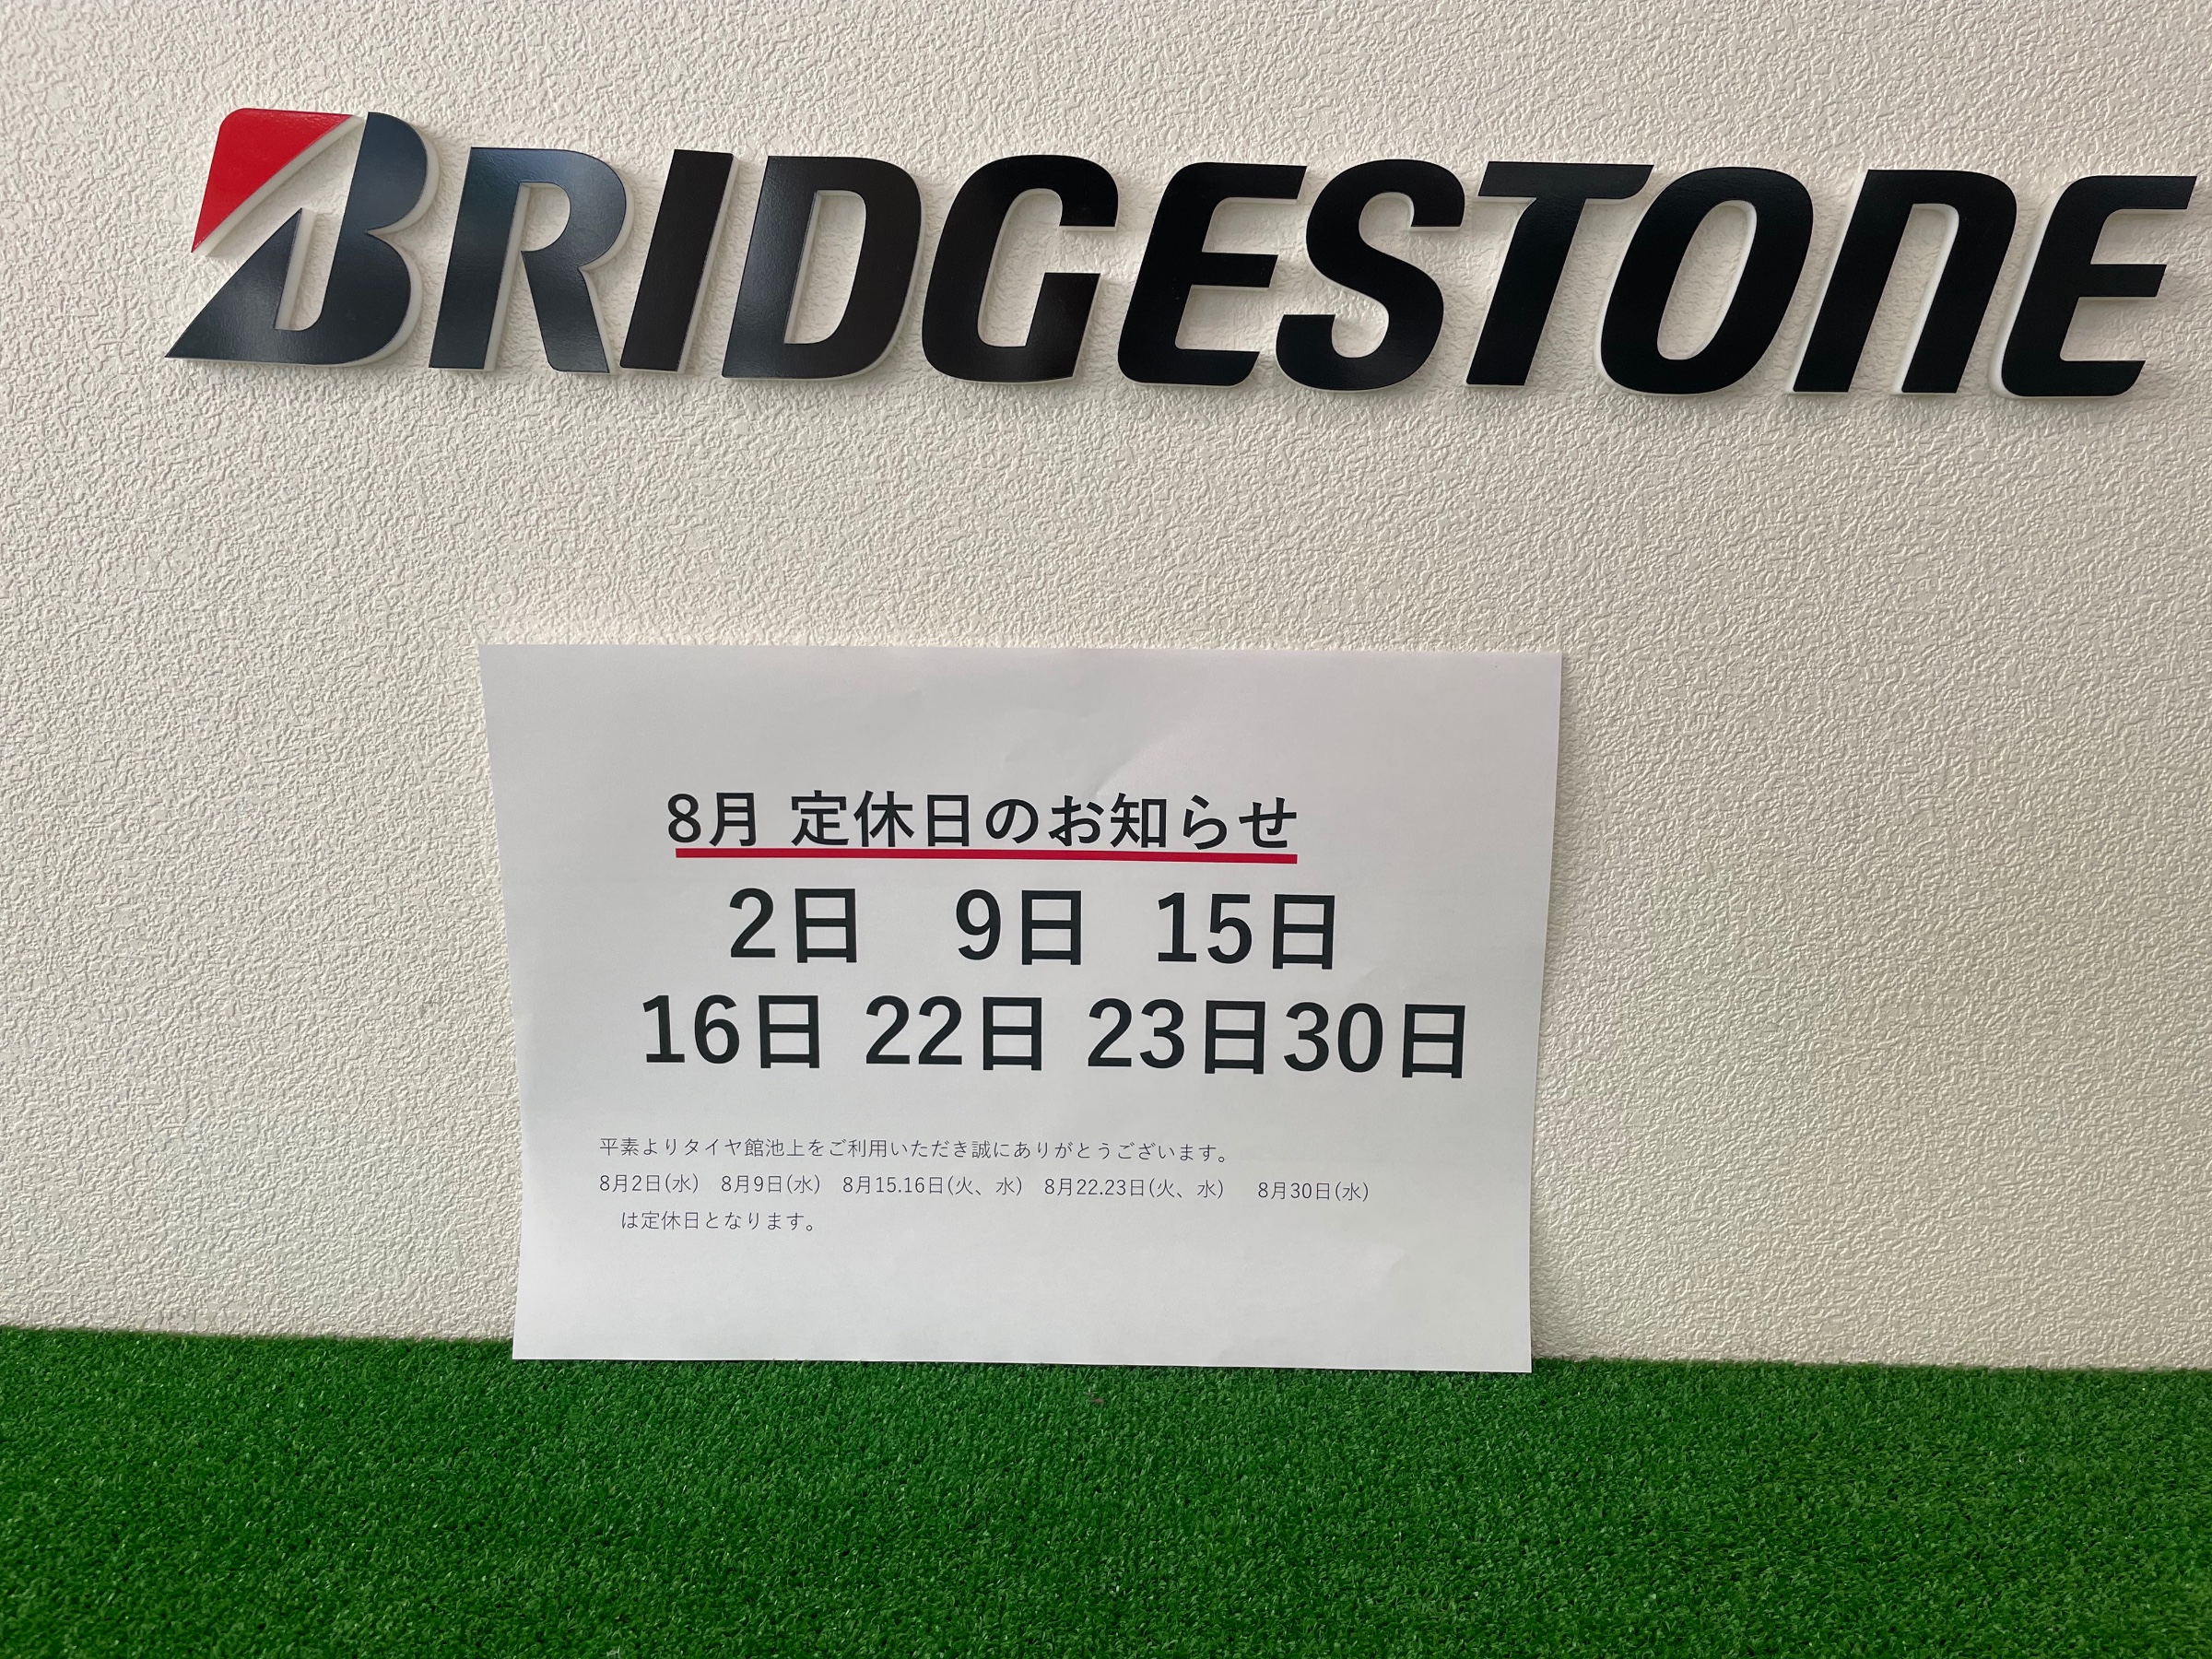 BRIDGESTONE
8月 定休日のお知らせ
2日 9日 15日
16日 22日 23日30日
平素よりタイヤ館池上をご利用いただき誠にありがとうございます。
8月2日(水) 8月9日(水) 8月15.16日(火、水) 8月22.23日(火、水) 8月30日(水)
は定休日となります。